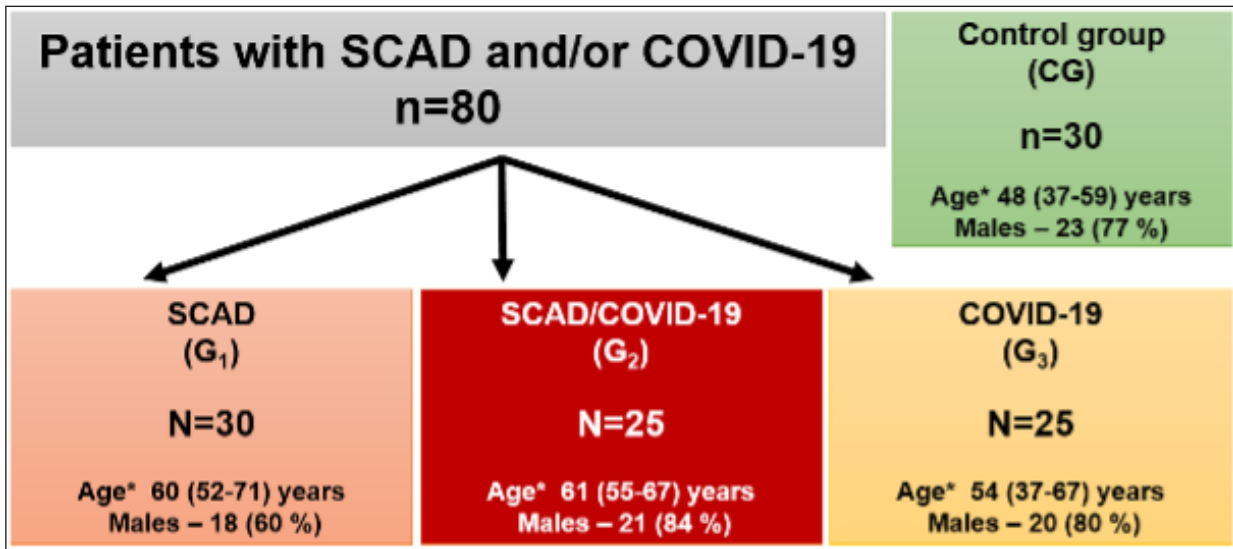 Patients with SCAD and/or COVID-19
n=80
Control group
(CG)
n=30
Age* 48 (37-59) years
Males – 23 (77 %)
SCAD
(G₁)
N=30
Age* 60 (52-71) years
Males – 18 (60 %)
SCAD/COVID-19
(G₂)
N=25
Age* 61 (55-67) years
Males – 21 (84 %)
COVID-19
(G₃)
N=25
Age* 54 (37-67) years
Males – 20 (80 %)